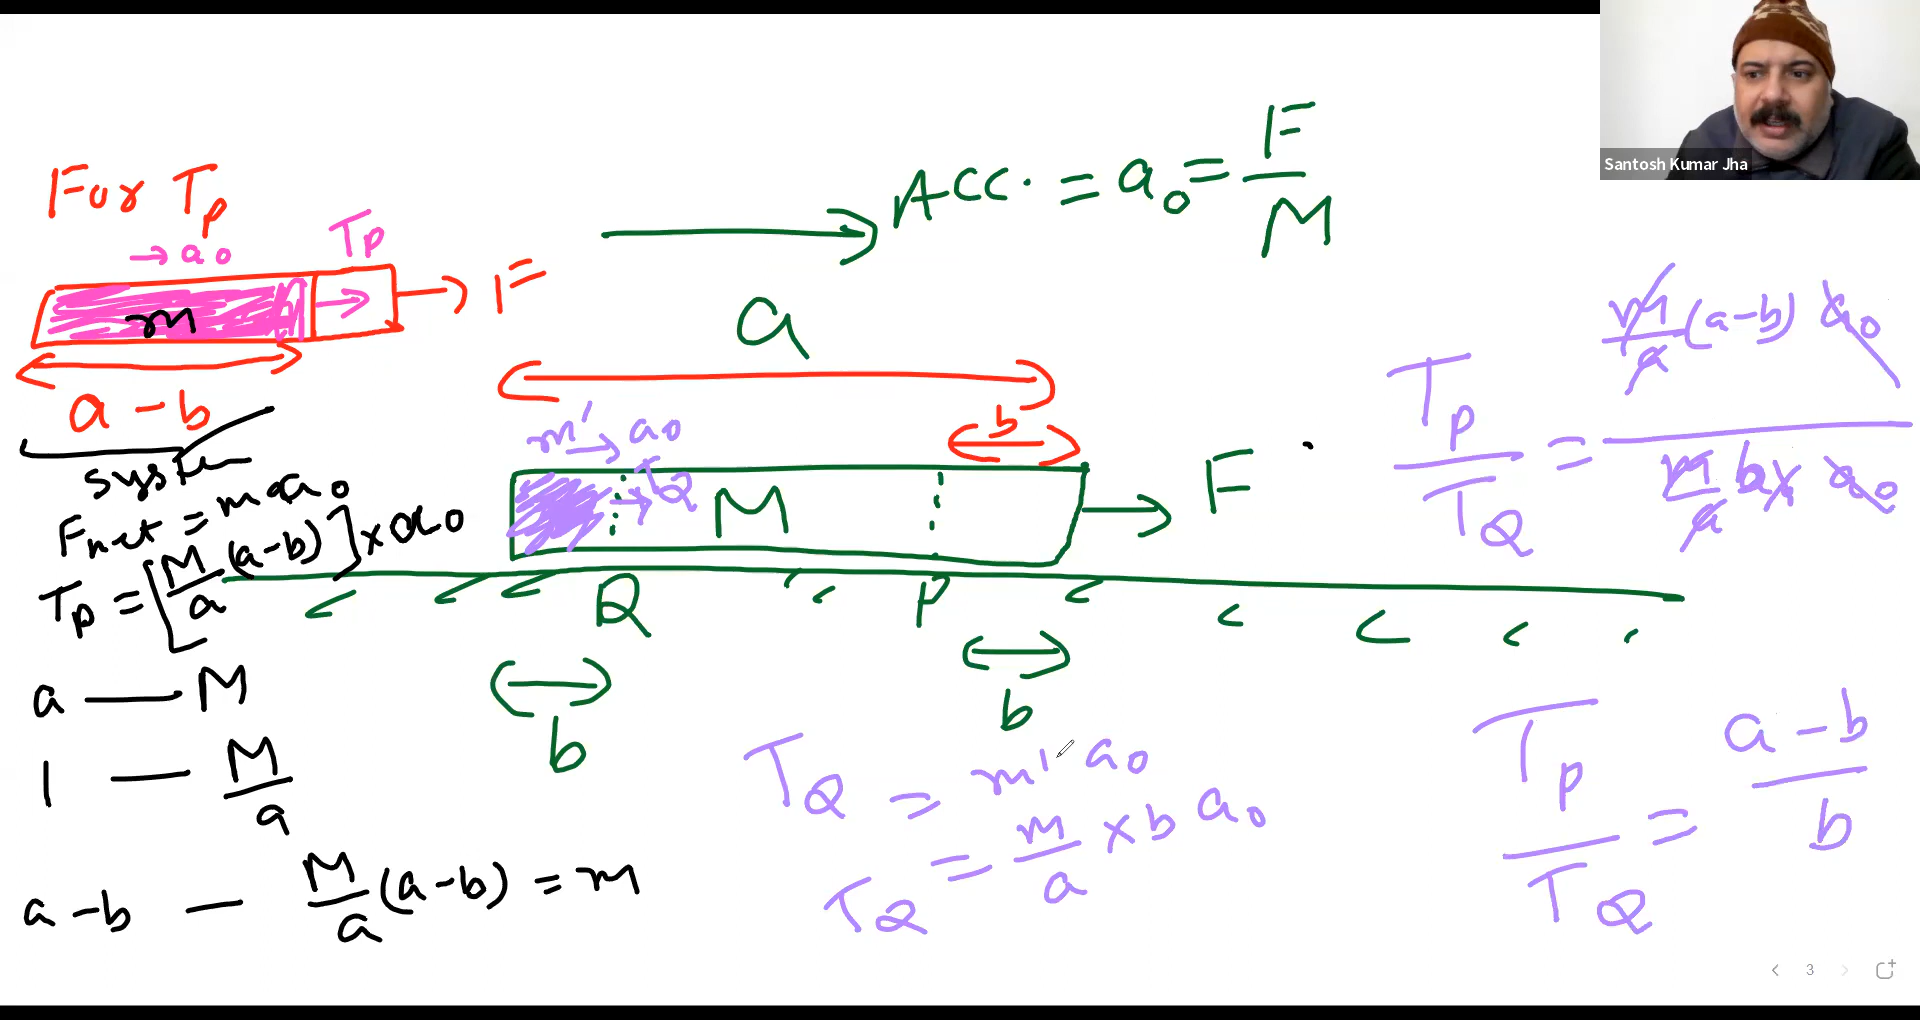 Santosh Kumar Jha
For Tp
→ a0
Tp
m
→ F
a - b
system
Fnet = m × a0
Tp = [M/a (a-b)] × a0
a — M
1 — M/a
a-b — M/a (a-b) = m
Acc. = a0 = F/M
a
b
m' → a0
→ TQ
M
→ F
Q
P
b
b
TQ = m' a0
= m/a × b a0
TQ
Tp/TQ = m/a (a-b) a0 / m/a b × a0
Tp/TQ = a-b/b
3